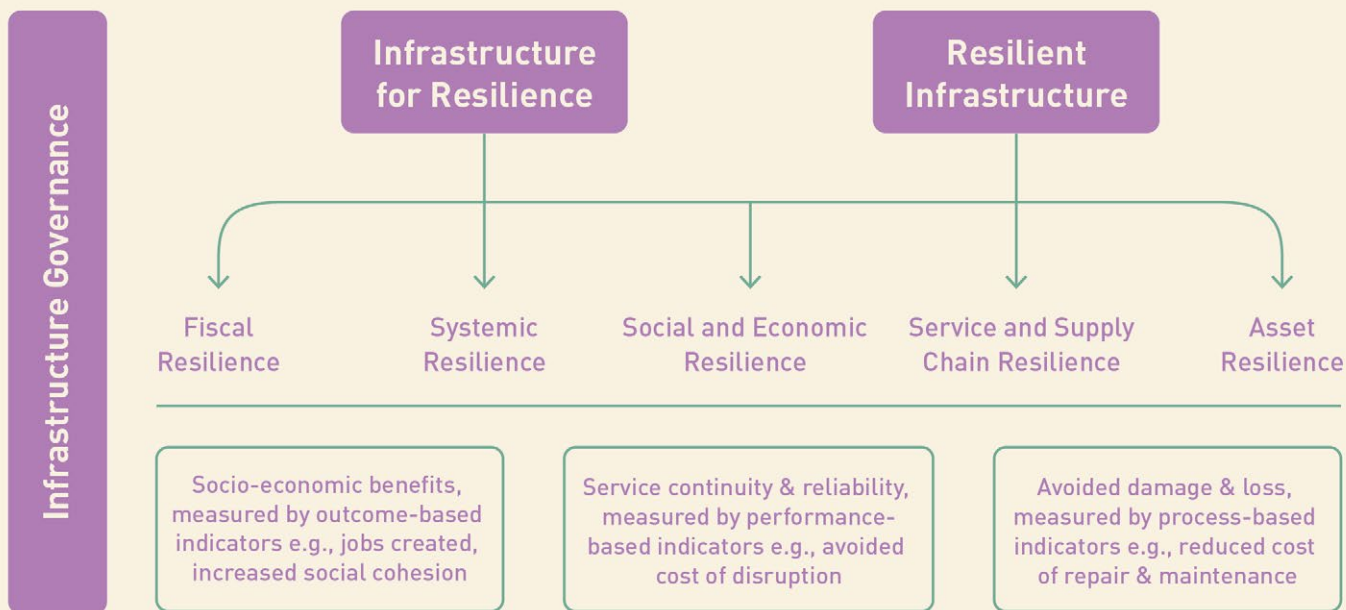 Infrastructure Governance
Infrastructure
for Resilience
Resilient
Infrastructure
Fiscal
Resilience
Systemic
Resilience
Social and Economic
Resilience
Service and Supply
Chain Resilience
Asset
Resilience
Socio-economic benefits,
measured by outcome-based
indicators e.g., jobs created,
increased social cohesion
Service continuity & reliability,
measured by performance-
based indicators e.g., avoided
cost of disruption
Avoided damage & loss,
measured by process-based
indicators e.g., reduced cost
of repair & maintenance